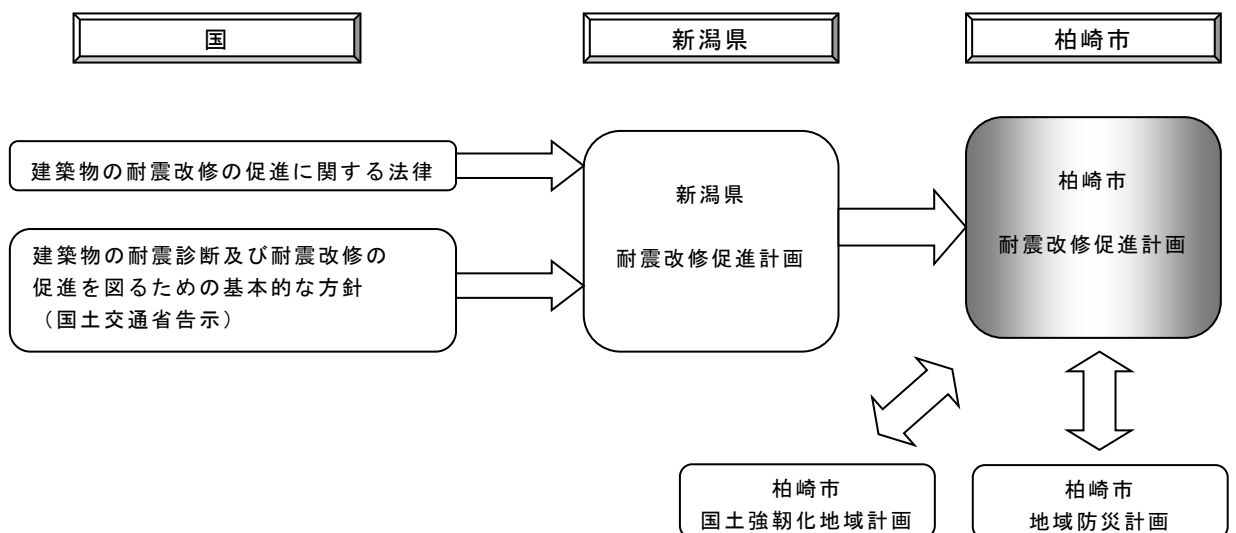 国
新潟県
柏崎市
建築物の耐震改修の促進に関する法律
建築物の耐震診断及び耐震改修の
促進を図るための基本的な方針
（国土交通省告示）
新潟県
耐震改修促進計画
柏崎市
耐震改修促進計画
柏崎市
国土強靭化地域計画
柏崎市
地域防災計画